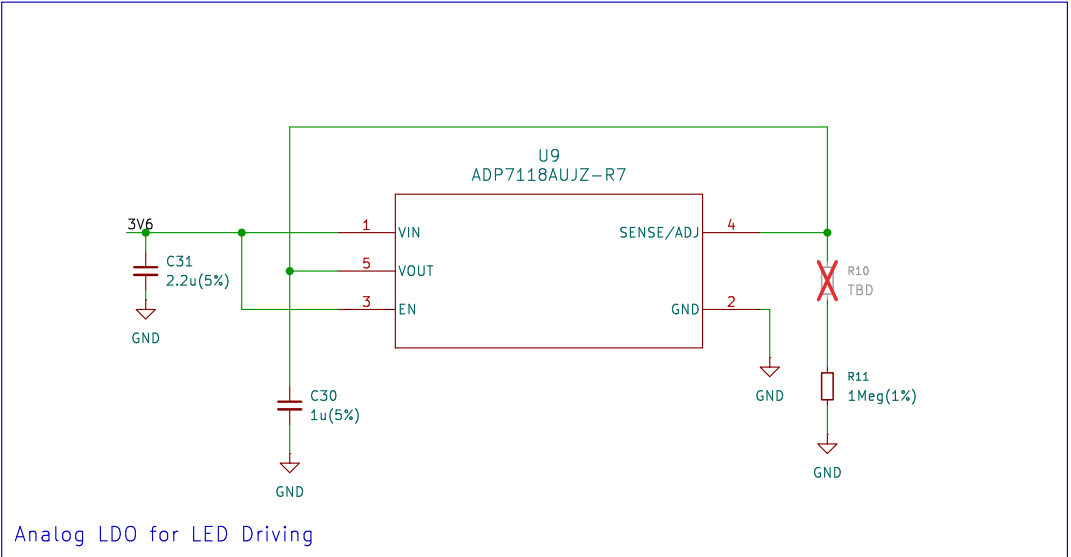 U9
ADP7118AUJZ-R7
3V6
1
VIN
SENSE/ADJ
4
C31
2.2u(5%)
5
VOUT
R10
TBD
3
EN
GND
2
GND
GND
R11
1Meg(1%)
C30
1u(5%)
GND
GND
Analog LDO for LED Driving